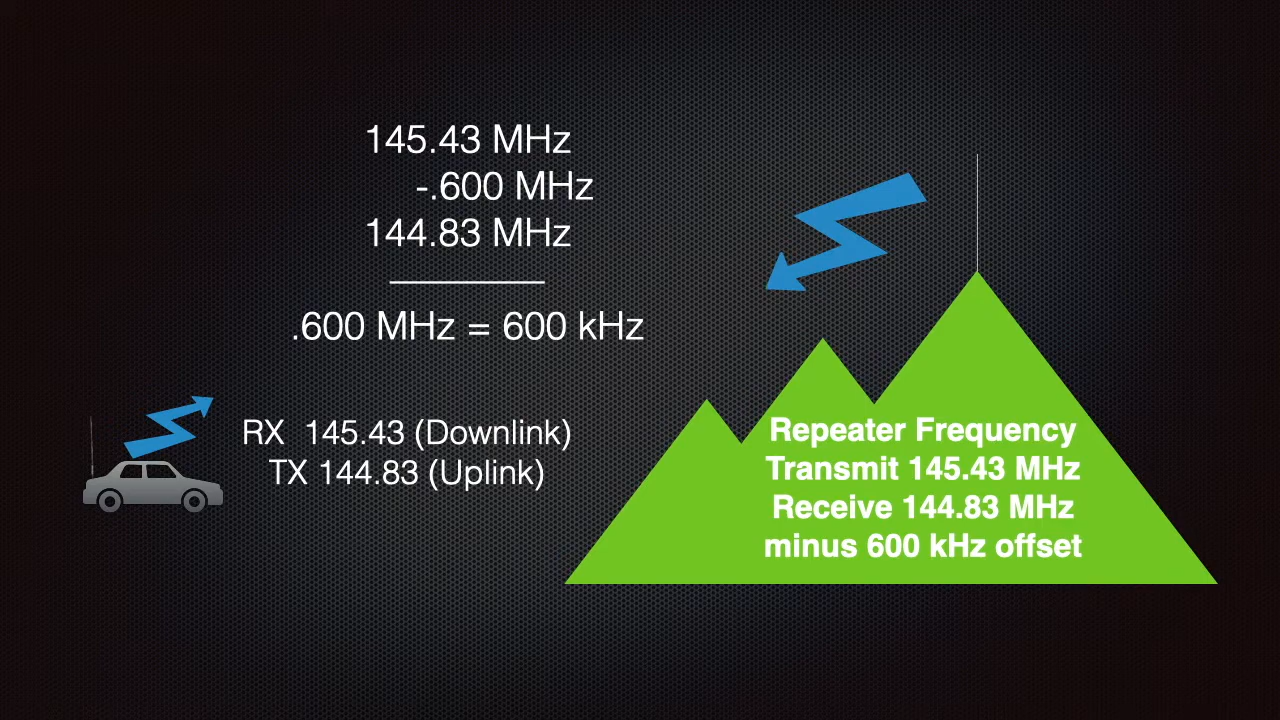 145.43 MHz
-.600 MHz
144.83 MHz
.600 MHz = 600 kHz
RX 145.43 (Downlink)
TX 144.83 (Uplink)
Repeater Frequency
Transmit 145.43 MHz
Receive 144.83 MHz
minus 600 kHz offset